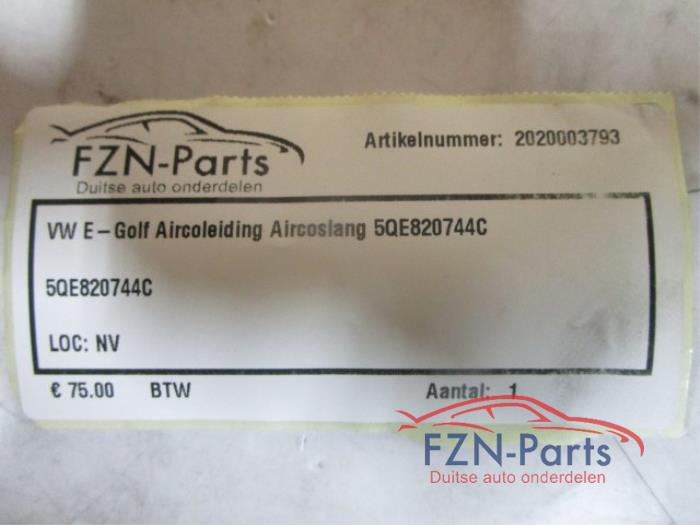 FZN-Parts
Duitse auto onderdelen
Artikelnummer: 2020003793
VW E-Golf Aircoleiding Aircoslang 5QE820744C
5QE820744C
LOC: NV
€ 75.00 BTW Aantal: 1
FZN-Parts
Duitse auto onderdelen